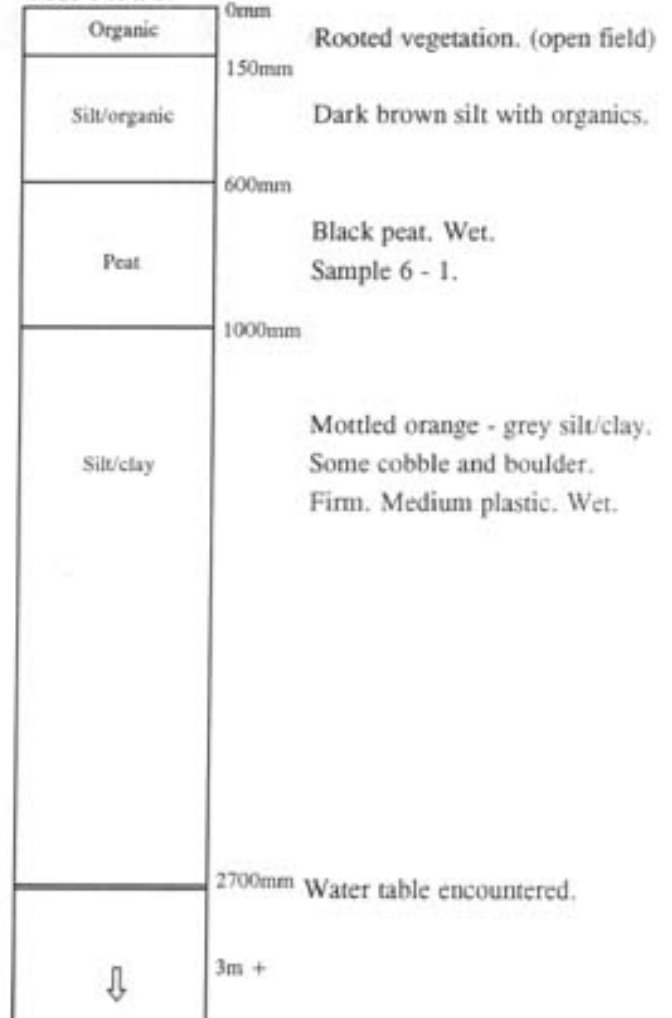 0mm
Organic
Rooted vegetation. (open field)
150mm
Silt/organic
Dark brown silt with organics.
600mm
Black peat. Wet.
Peat
Sample 6 - 1.
1000mm
Mottled orange - grey silt/clay.
Silt/clay
Some cobble and boulder.
Firm. Medium plastic. Wet.
2700mm Water table encountered.
3m +